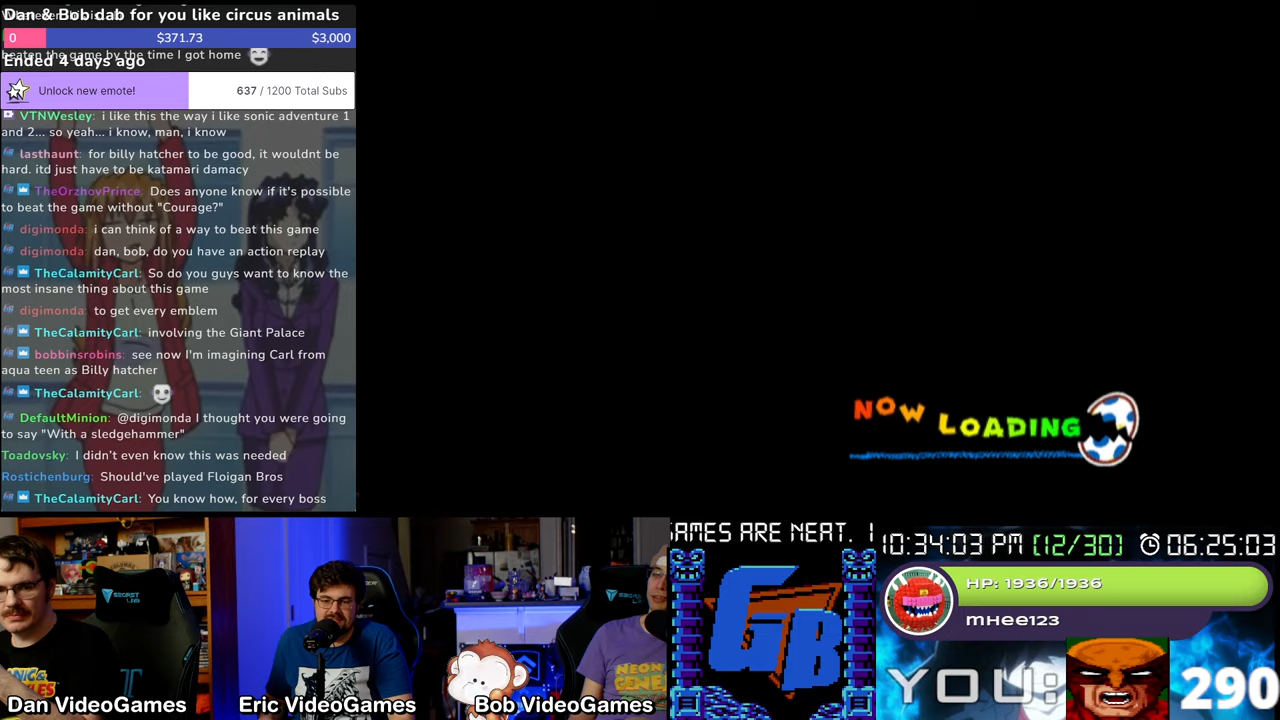 Dan & Bob dab for you like circus animals
0 $371.73 $3,000
beaten the game by the time I got home
Ended 4 days ago
Unlock new emote! 637 / 1200 Total Subs
VTNWesley: i like this the way i like sonic adventure 1
and 2... so yeah... i know, man, i know
lasthaunt: for billy hatcher to be good, it wouldnt be
hard. itd just have to be katamari damacy
TheOrzhovPrince: Does anyone know if it's possible
to beat the game without "Courage?"
digimonda: i can think of a way to beat this game
digimonda: dan, bob, do you have an action replay
TheCalamityCarl: So do you guys want to know the
most insane thing about this game
digimonda: to get every emblem
TheCalamityCarl: involving the Giant Palace
bobbinsrobins: see now I'm imagining Carl from
aqua teen as Billy hatcher
TheCalamityCarl:
DefaultMinion: @digimonda I thought you were going
to say "With a sledgehammer"
Toadovsky: I didn't even know this was needed
Rostichenburg: Should've played Floigan Bros
TheCalamityCarl: You know how, for every boss
NOW LOADING
GAMES ARE NEAT. I
10:34:03 PM [12/30] 06:25:03
HP: 1936/1936
mHee123
GB
YOU: 290
SECRET
NEON
GENE
Dan VideoGames
Eric VideoGames
Bob VideoGames